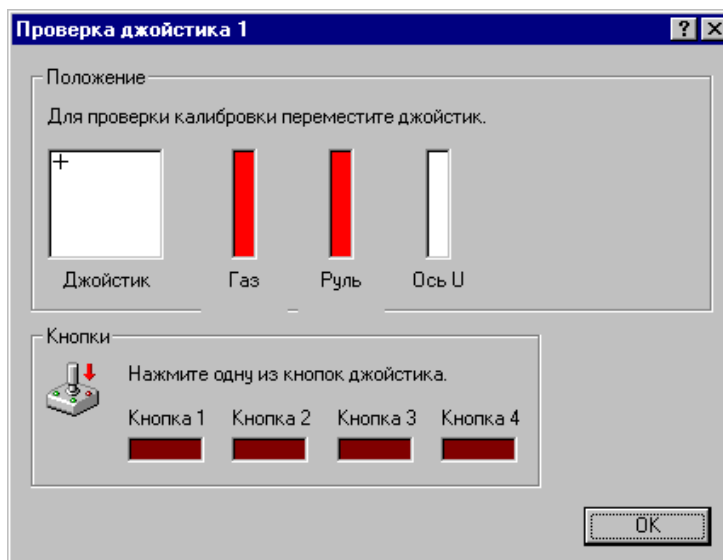 Проверка джойстика 1
Положение
Для проверки калибровки переместите джойстик.
Джойстик Газ Руль Ось U
Кнопки
Нажмите одну из кнопок джойстика.
Кнопка 1 Кнопка 2 Кнопка 3 Кнопка 4
OK